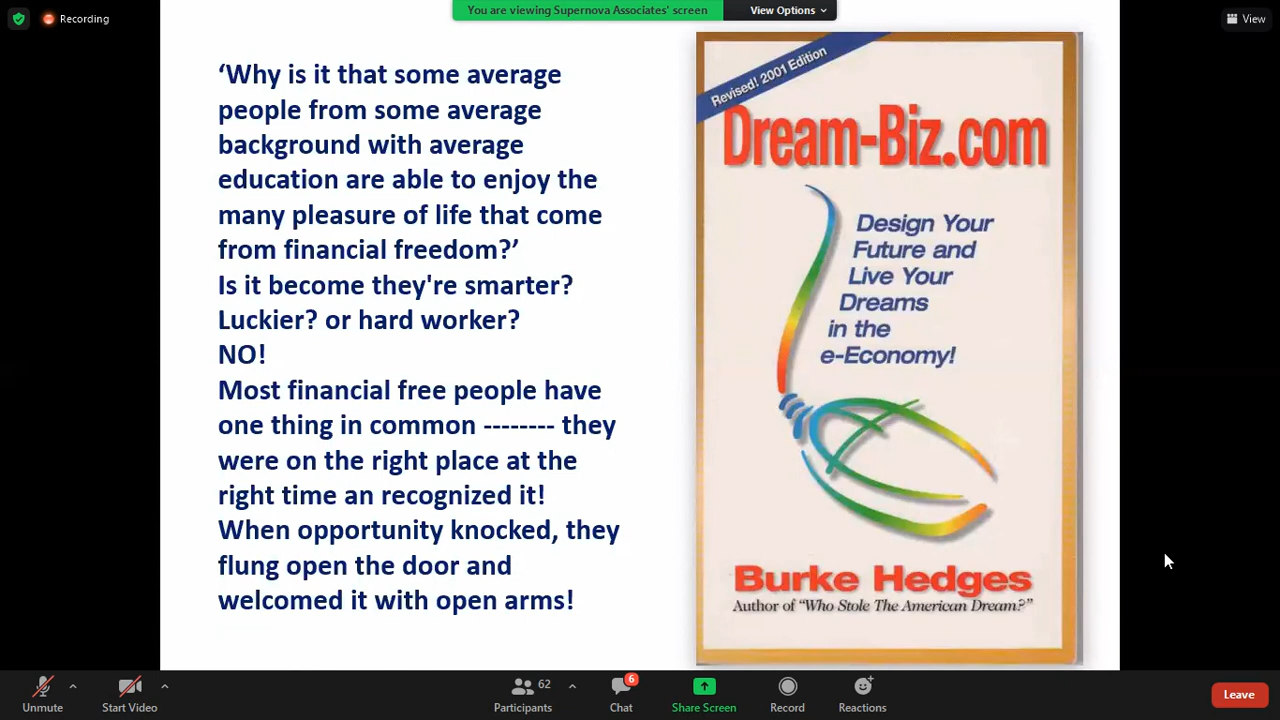 Recording
You are viewing Supernova Associates' screen
View Options
View
‘Why is it that some average
people from some average
background with average
education are able to enjoy the
many pleasure of life that come
from financial freedom?’
Is it become they're smarter?
Luckier? or hard worker?
NO!
Most financial free people have
one thing in common -------- they
were on the right place at the
right time an recognized it!
When opportunity knocked, they
flung open the door and
welcomed it with open arms!
Revised! 2001 Edition
Dream-Biz.com
Design Your
Future and
Live Your
Dreams
in the
e-Economy!
Burke Hedges
Author of “Who Stole The American Dream?”
Unmute
Start Video
62
Participants
6
Chat
Share Screen
Record
Reactions
Leave